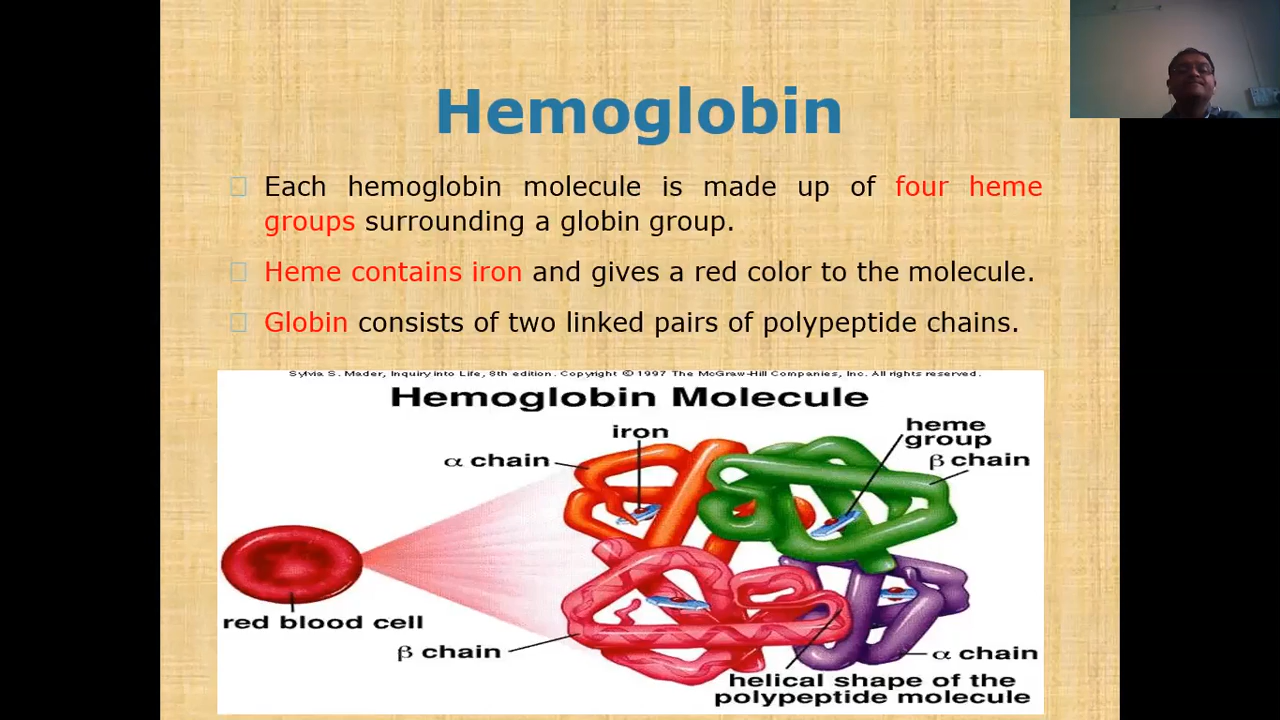 Hemoglobin
Each hemoglobin molecule is made up of four heme
groups surrounding a globin group.
Heme contains iron and gives a red color to the molecule.
Globin consists of two linked pairs of polypeptide chains.
Sylvia S. Mader, Inquiry into Life, 8th edition. Copyright © 1997 The McGraw-Hill Companies, Inc. All rights reserved.
Hemoglobin Molecule
iron
heme
group
α chain
β chain
red blood cell
β chain
α chain
helical shape of the
polypeptide molecule